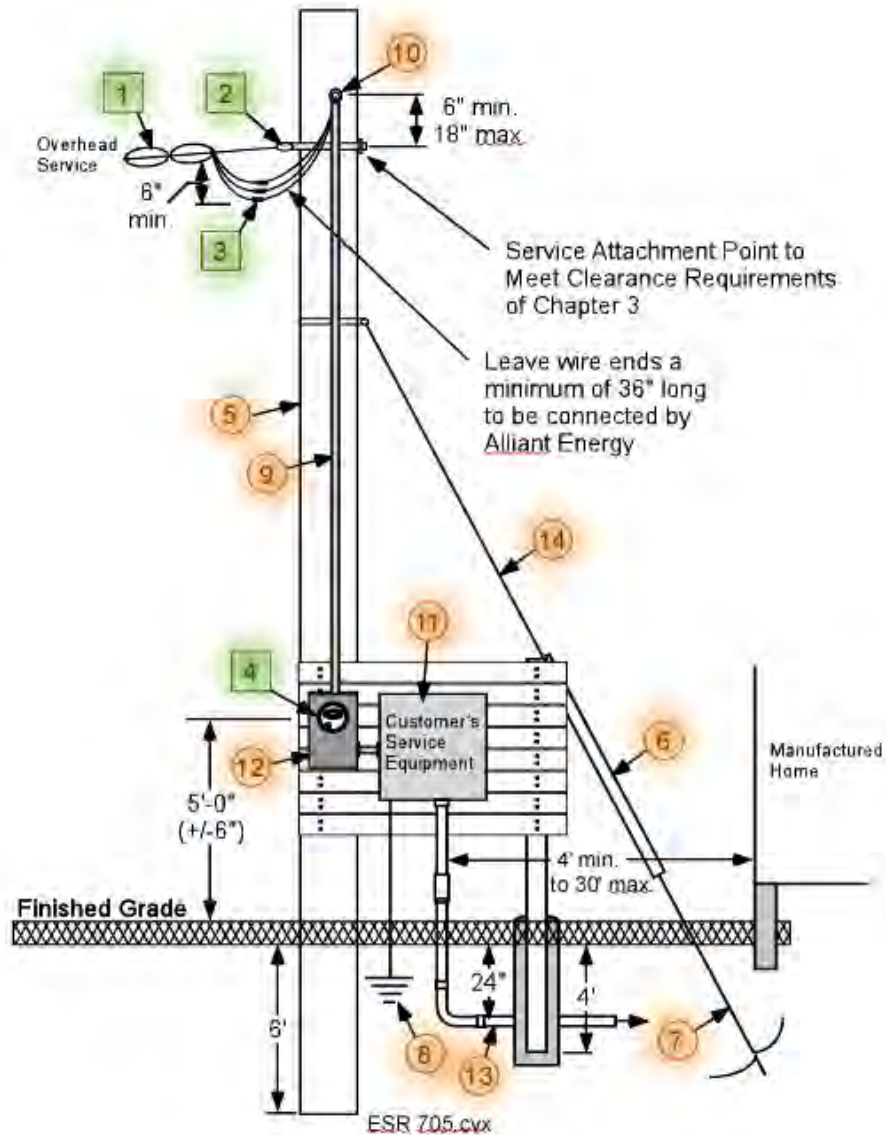 10
1
2
6" min.
18" max
Overhead
Service
6"
min
3
Service Attachment Point to
Meet Clearance Requirements
of Chapter 3
Leave wire ends a
minimum of 36" long
to be connected by
Alliant Energy
5
9
14
11
4
Customer's
Service
Equipment
6
Manufactured
Home
12
5'-0"
(+/-6")
4' min.
to 30' max.
Finished Grade
24"
4'
6'
8
13
7
ESR 705.cvx